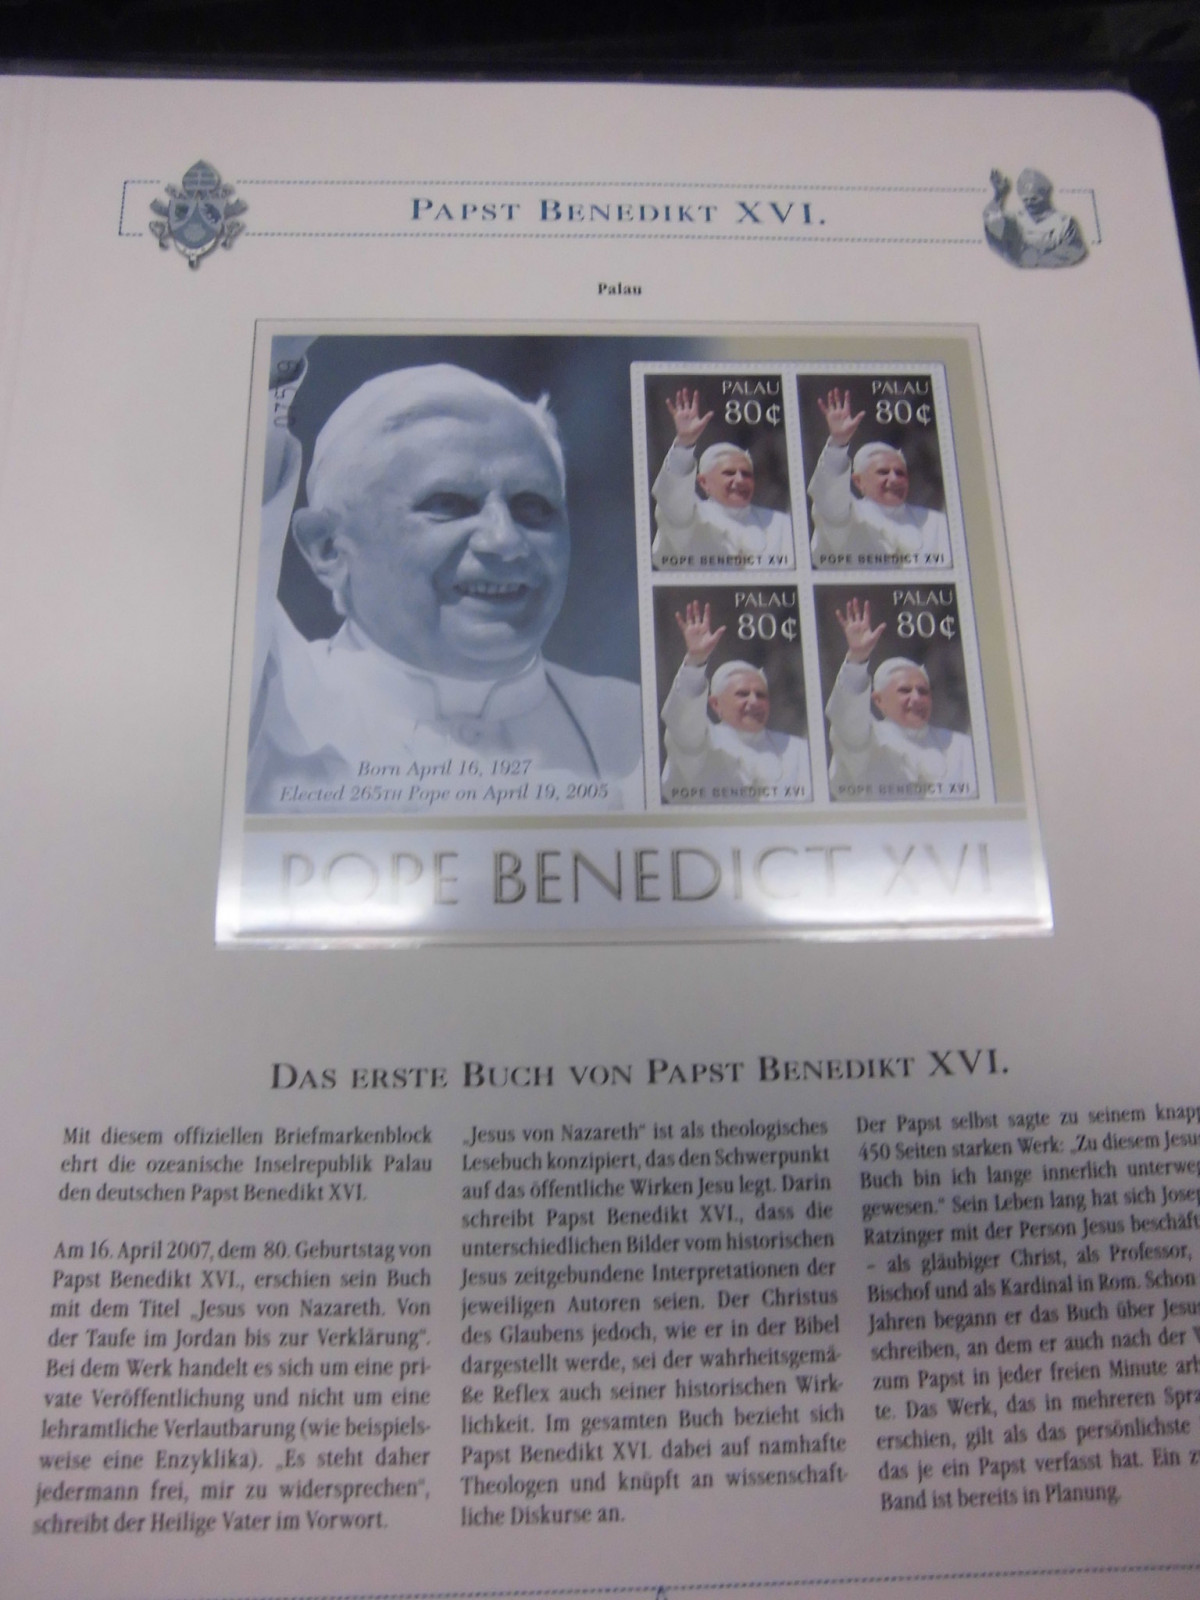 PAPST BENEDIKT XVI.
Palau
07519
PALAU
80¢
POPE BENEDICT XVI
PALAU
80¢
POPE BENEDICT XVI
PALAU
80¢
POPE BENEDICT XVI
PALAU
80¢
POPE BENEDICT XVI
Born April 16, 1927
Elected 265TH Pope on April 19, 2005
POPE BENEDICT XVI
DAS ERSTE BUCH VON PAPST BENEDIKT XVI.
Mit diesem offiziellen Briefmarkenblock
ehrt die ozeanische Inselrepublik Palau
den deutschen Papst Benedikt XVI.
Am 16. April 2007, dem 80. Geburtstag von
Papst Benedikt XVI., erschien sein Buch
mit dem Titel „Jesus von Nazareth. Von
der Taufe im Jordan bis zur Verklärung“.
Bei dem Werk handelt es sich um eine pri-
vate Veröffentlichung und nicht um eine
lehramtliche Verlautbarung (wie beispiels-
weise eine Enzyklika). „Es steht daher
jedermann frei, mir zu widersprechen“,
schreibt der Heilige Vater im Vorwort.
„Jesus von Nazareth“ ist als theologisches
Lesebuch konzipiert, das den Schwerpunkt
auf das öffentliche Wirken Jesu legt. Darin
schreibt Papst Benedikt XVI., dass die
unterschiedlichen Bilder vom historischen
Jesus zeitgebundene Interpretationen der
jeweiligen Autoren seien. Der Christus
des Glaubens jedoch, wie er in der Bibel
dargestellt werde, sei der wahrheitsgemä-
ße Reflex auch seiner historischen Wirk-
lichkeit. Im gesamten Buch bezieht sich
Papst Benedikt XVI. dabei auf namhafte
Theologen und knüpft an wissenschaft-
liche Diskurse an.
Der Papst selbst sagte zu seinem knapp
450 Seiten starken Werk: „Zu diesem Jesus
Buch bin ich lange innerlich unterweg
gewesen.“ Sein Leben lang hat sich Josep
Ratzinger mit der Person Jesus beschäft
– als gläubiger Christ, als Professor,
Bischof und als Kardinal in Rom. Schon
Jahren begann er das Buch über Jesus
schreiben, an dem er auch nach der W
zum Papst in jeder freien Minute arb
te. Das Werk, das in mehreren Spra
erschien, gilt als das persönlichste
das je ein Papst verfasst hat. Ein z
Band ist bereits in Planung.